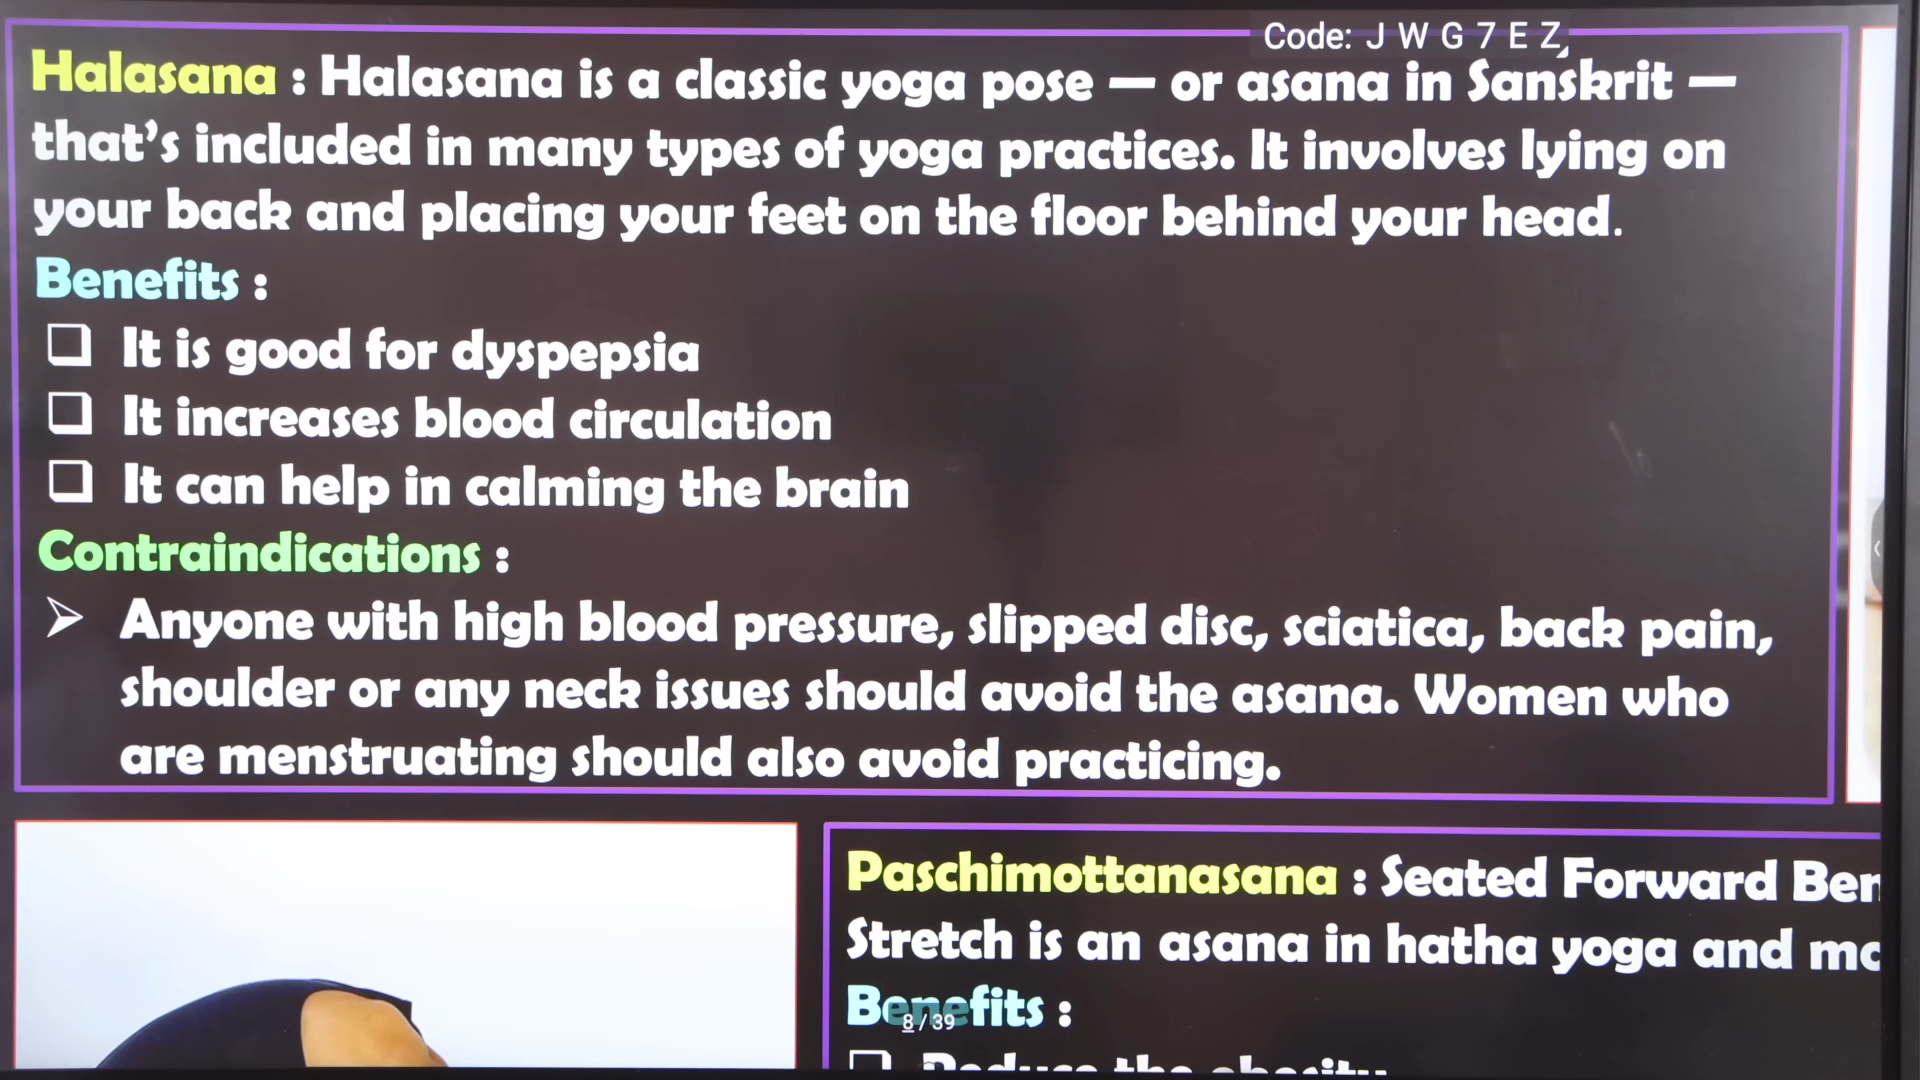 Code: J W G 7 E Z
Halasana : Halasana is a classic yoga pose — or asana in Sanskrit —
that's included in many types of yoga practices. It involves lying on
your back and placing your feet on the floor behind your head.
Benefits :
❑ It is good for dyspepsia
❑ It increases blood circulation
❑ It can help in calming the brain
Contraindications :
➢ Anyone with high blood pressure, slipped disc, sciatica, back pain,
shoulder or any neck issues should avoid the asana. Women who
are menstruating should also avoid practicing.
Paschimottanasana : Seated Forward Ben
Stretch is an asana in hatha yoga and mo
Benefits :
8 / 39
❑ Reduce the obesity